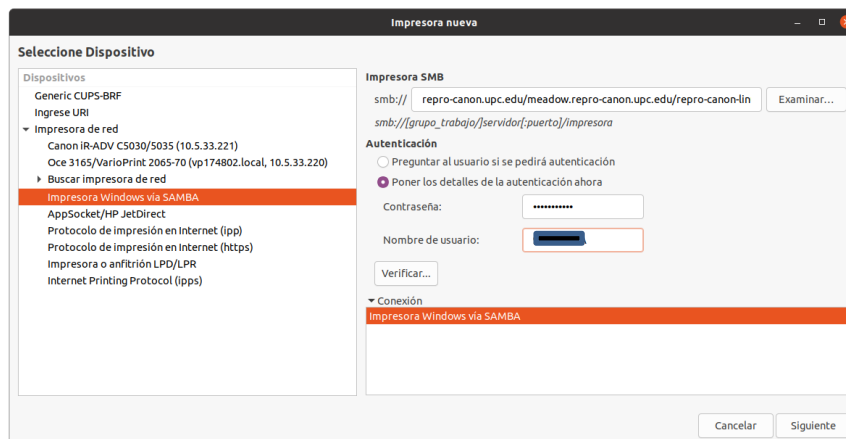 Impresora nueva
Seleccione Dispositivo
Dispositivos
Generic CUPS-BRF
Ingrese URI
Impresora de red
Canon iR-ADV C5030/5035 (10.5.33.221)
Oce 3165/VarioPrint 2065-70 (vp174802.local, 10.5.33.220)
Buscar impresora de red
Impresora Windows vía SAMBA
AppSocket/HP JetDirect
Protocolo de impresión en Internet (ipp)
Protocolo de impresión en Internet (https)
Impresora o anfitrión LPD/LPR
Internet Printing Protocol (ipps)
Impresora SMB
smb:// repro-canon.upc.edu/meadow.repro-canon.upc.edu/repro-canon-lin Examinar...
smb://[grupo_trabajo/]servidor[:puerto]/impresora
Autenticación
Preguntar al usuario si se pedirá autenticación
Poner los detalles de la autenticación ahora
Contraseña: •••••••••••
Nombre de usuario:
Verificar...
Conexión
Impresora Windows vía SAMBA
Cancelar Siguiente